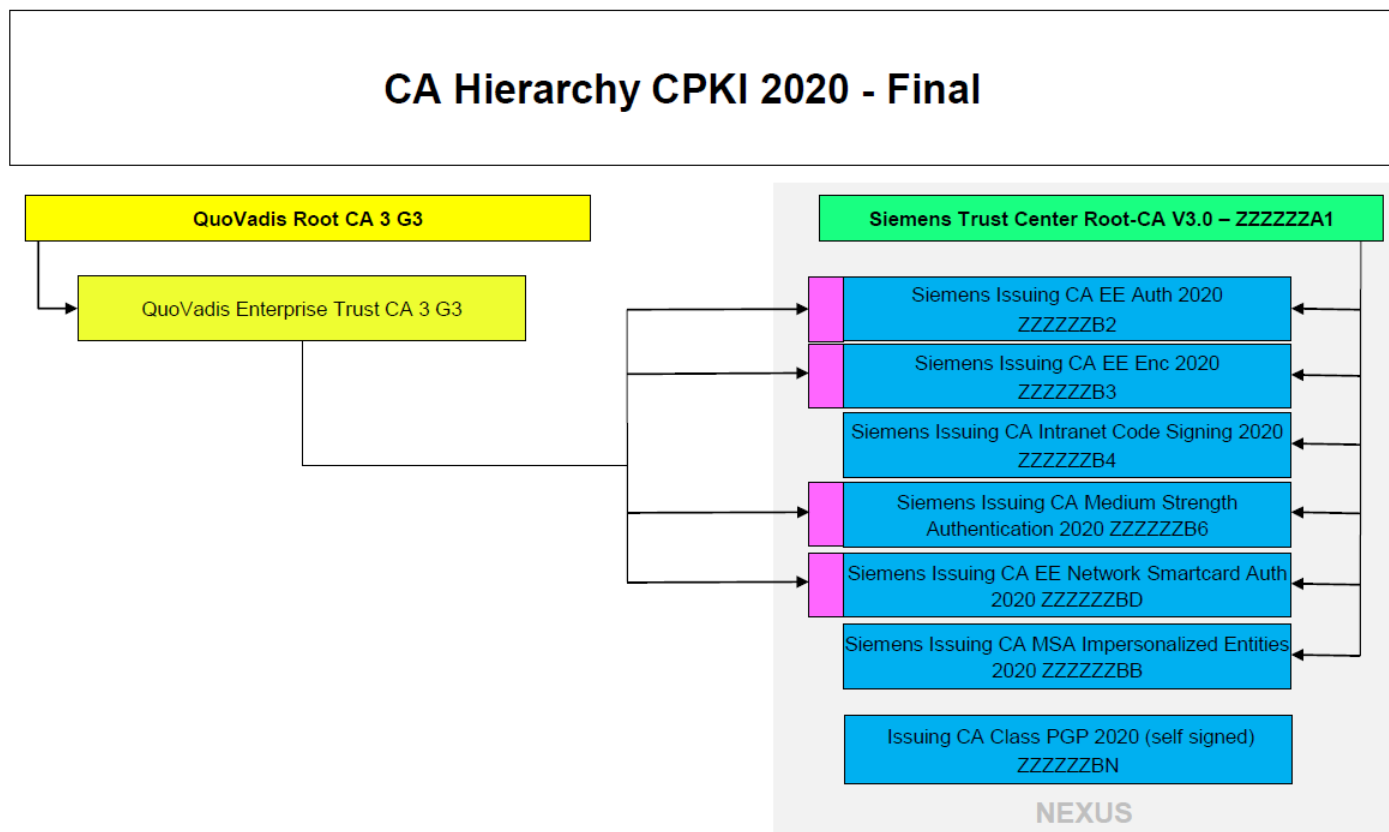 CA Hierarchy CPKI 2020 - Final
QuoVadis Root CA 3 G3
Siemens Trust Center Root-CA V3.0 – ZZZZZZA1
QuoVadis Enterprise Trust CA 3 G3
Siemens Issuing CA EE Auth 2020
ZZZZZZB2
Siemens Issuing CA EE Enc 2020
ZZZZZZB3
Siemens Issuing CA Intranet Code Signing 2020
ZZZZZZB4
Siemens Issuing CA Medium Strength
Authentication 2020 ZZZZZZB6
Siemens Issuing CA EE Network Smartcard Auth
2020 ZZZZZZBD
Siemens Issuing CA MSA Impersonalized Entities
2020 ZZZZZZBB
Issuing CA Class PGP 2020 (self signed)
ZZZZZZBN
NEXUS